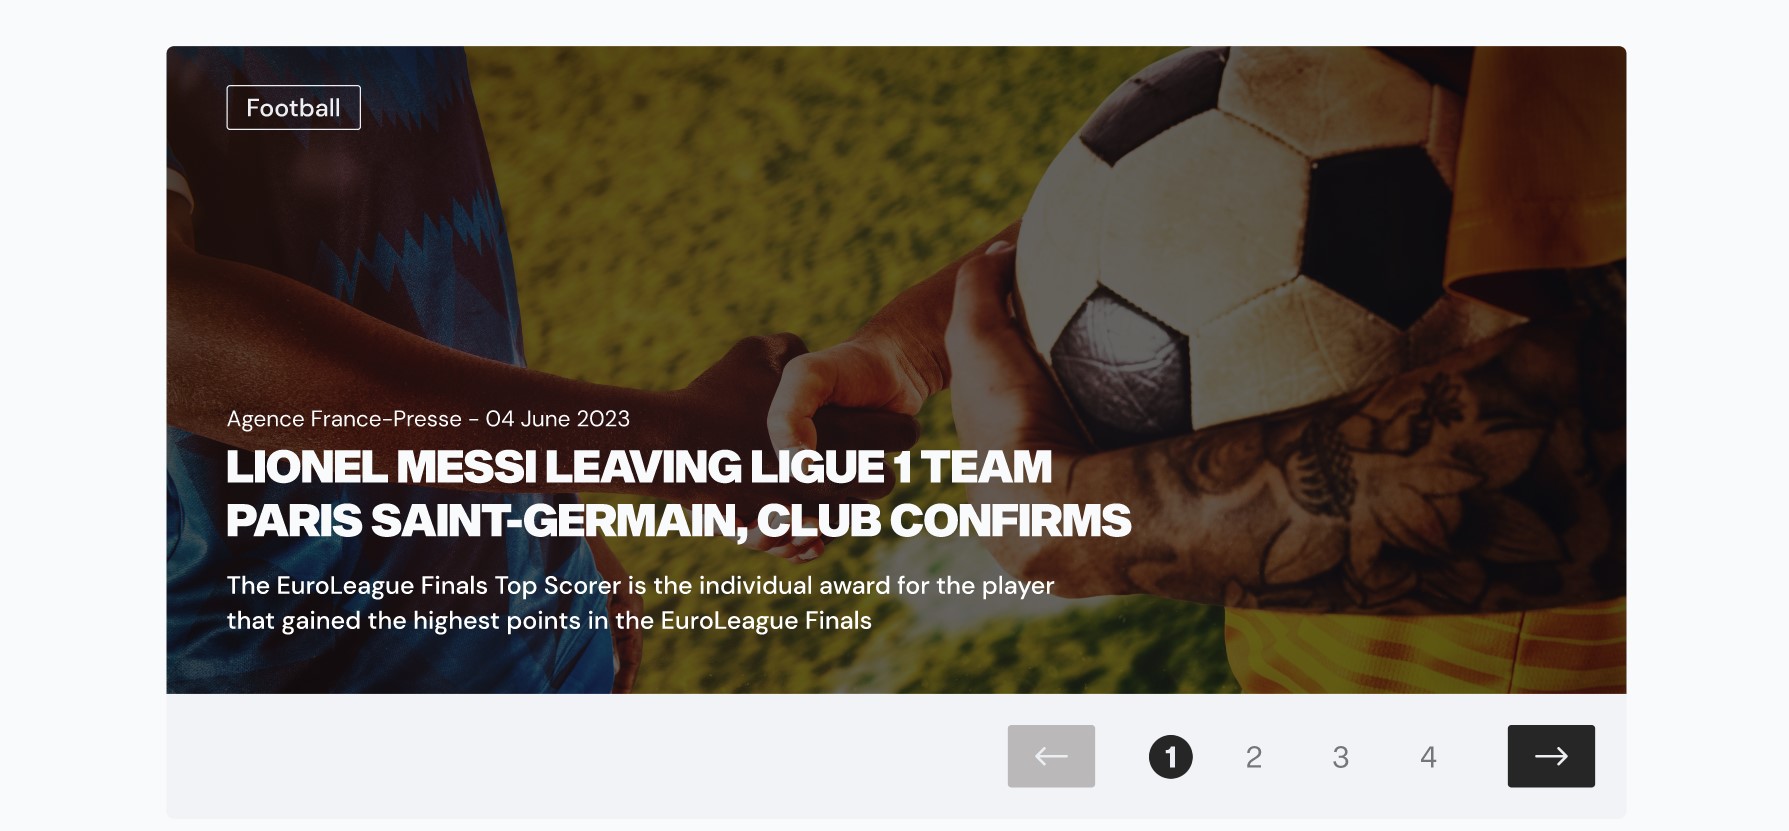 Football
Agence France-Presse - 04 June 2023
LIONEL MESSI LEAVING LIGUE 1 TEAM
PARIS SAINT-GERMAIN, CLUB CONFIRMS
The EuroLeague Finals Top Scorer is the individual award for the player
that gained the highest points in the EuroLeague Finals
← 1 2 3 4 →